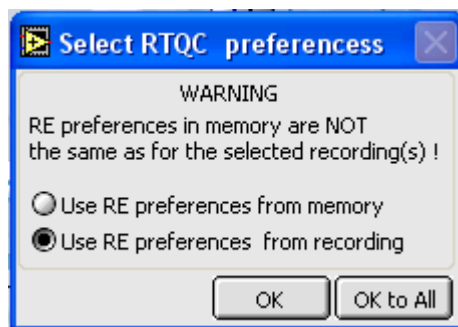 Select RTQC preferencess
WARNING
RE preferences in memory are NOT
the same as for the selected recording(s) !
Use RE preferences from memory
Use RE preferences from recording
OK
OK to All